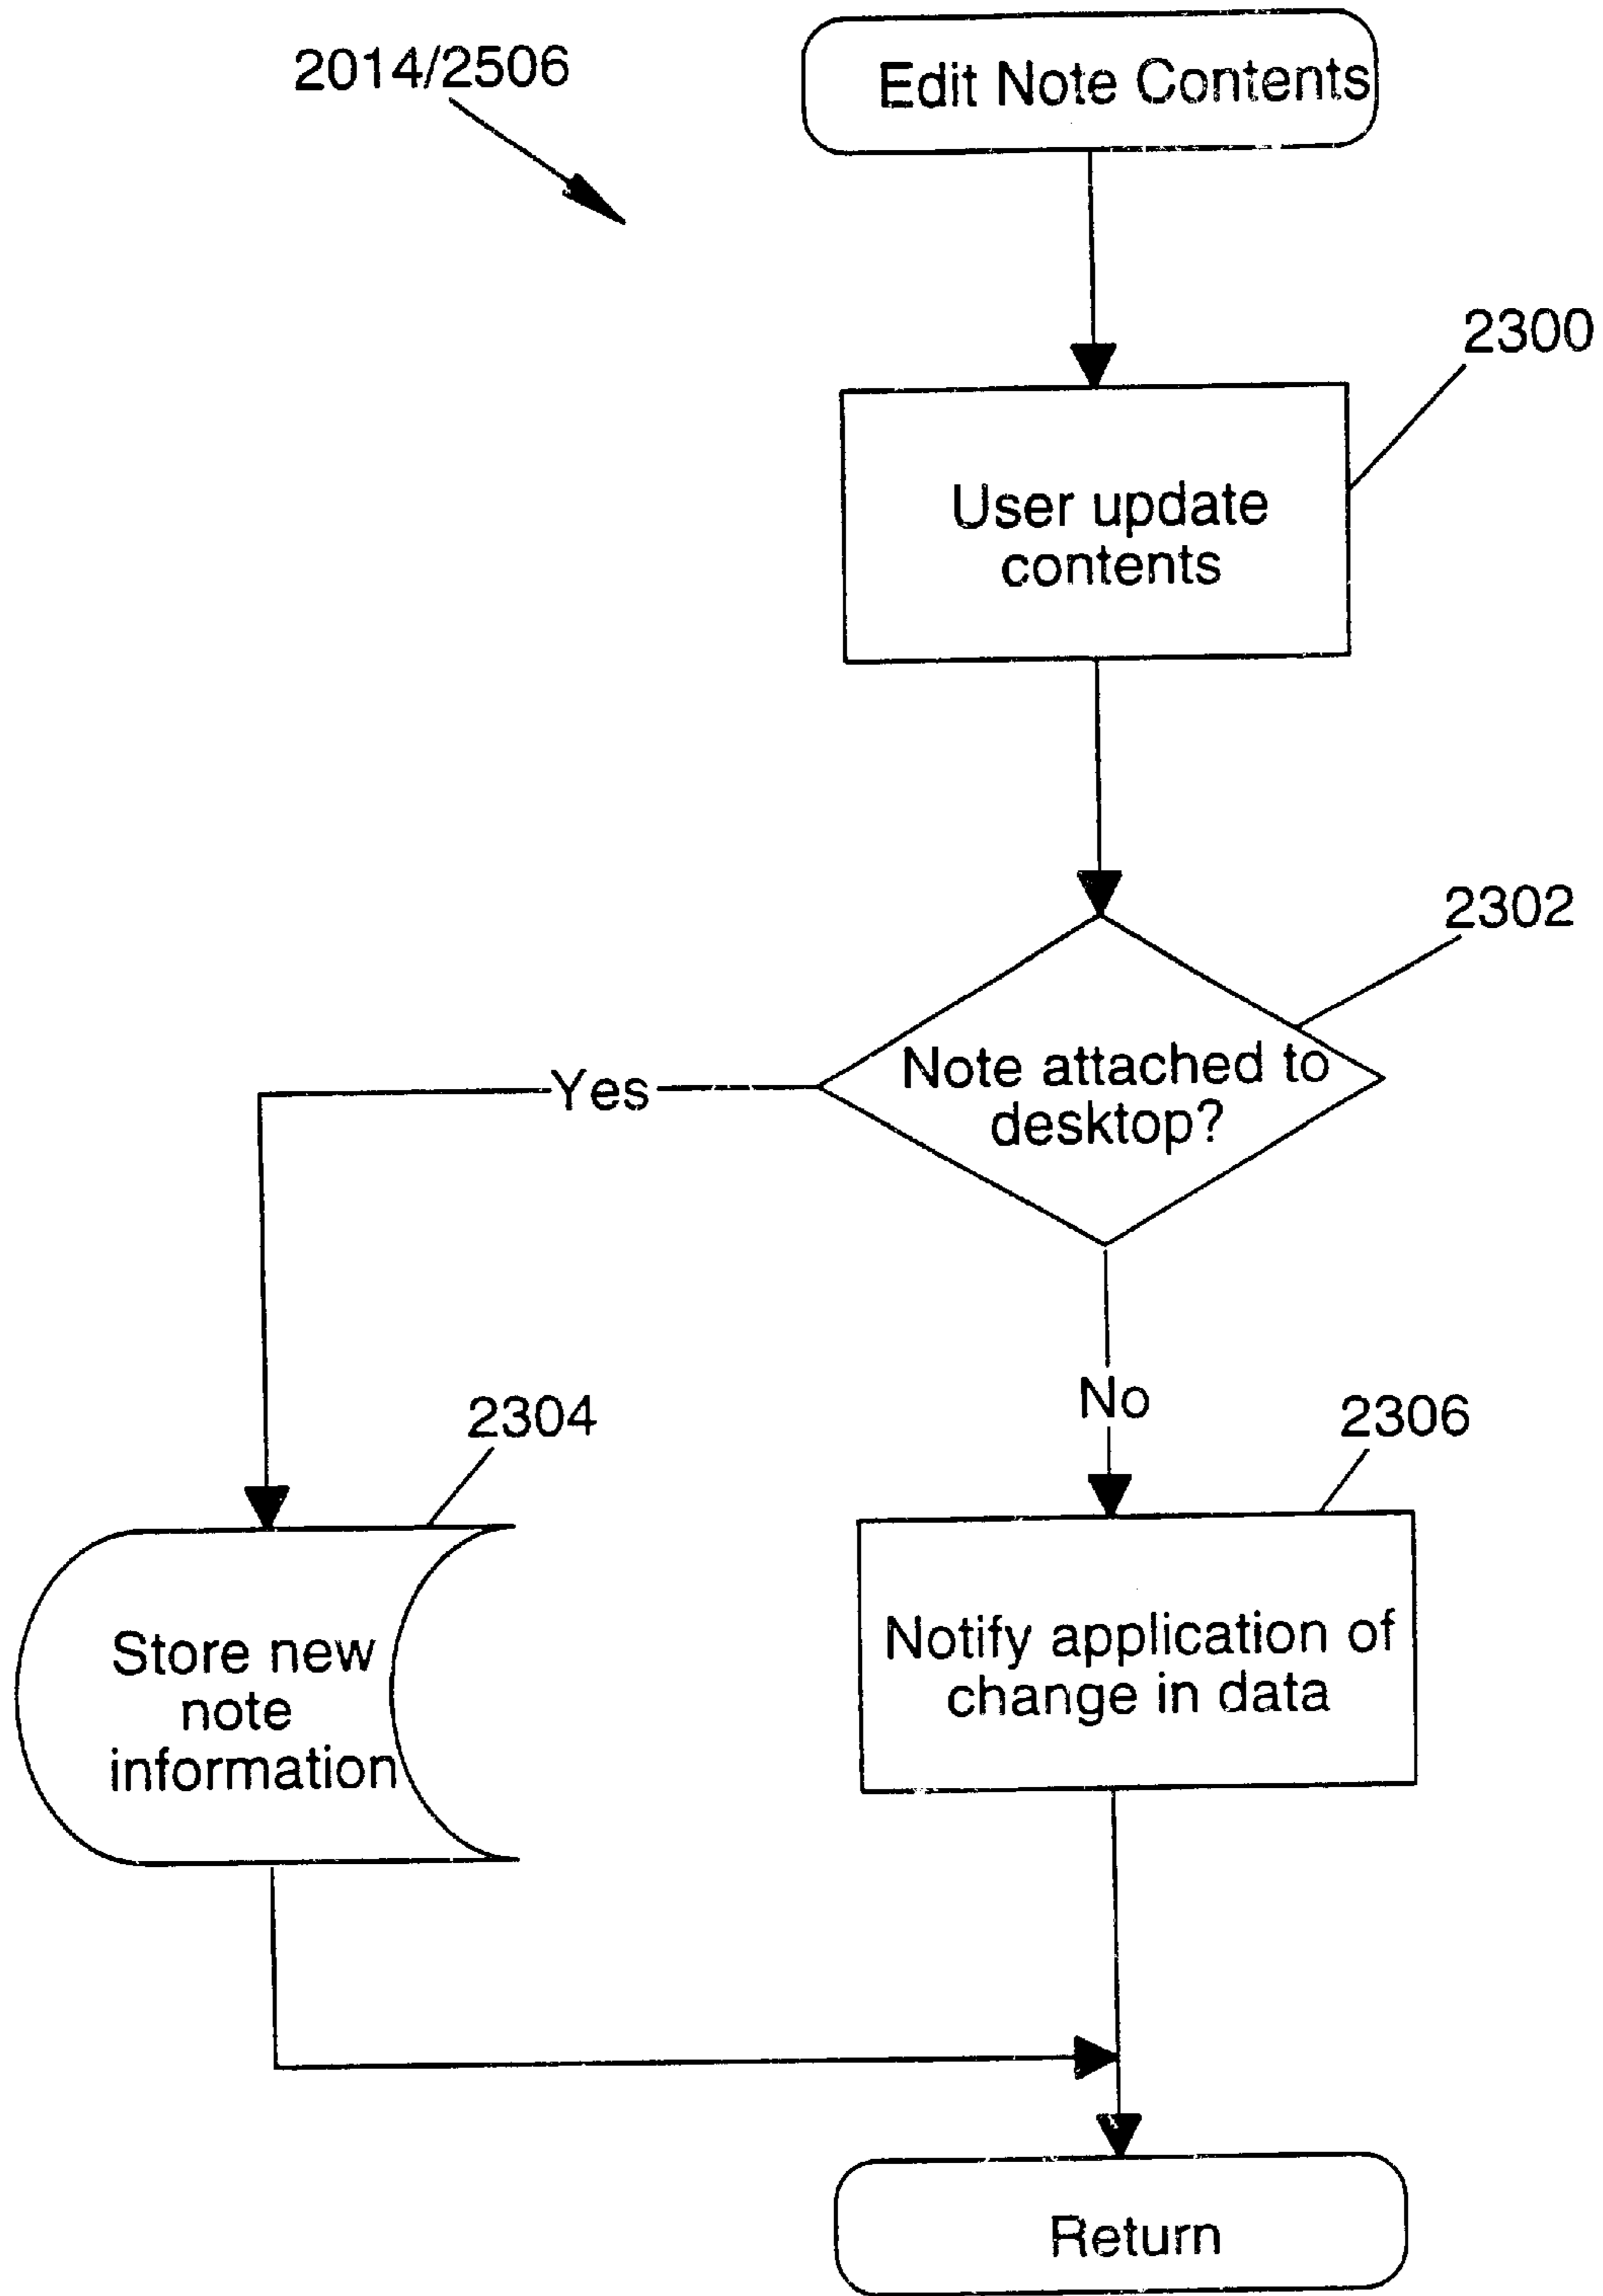 2014/2506
Edit Note Contents
2300
User update
contents
2302
Note attached to
desktop?
Yes
No
2304
2306
Store new
note
information
Notify application of
change in data
Return